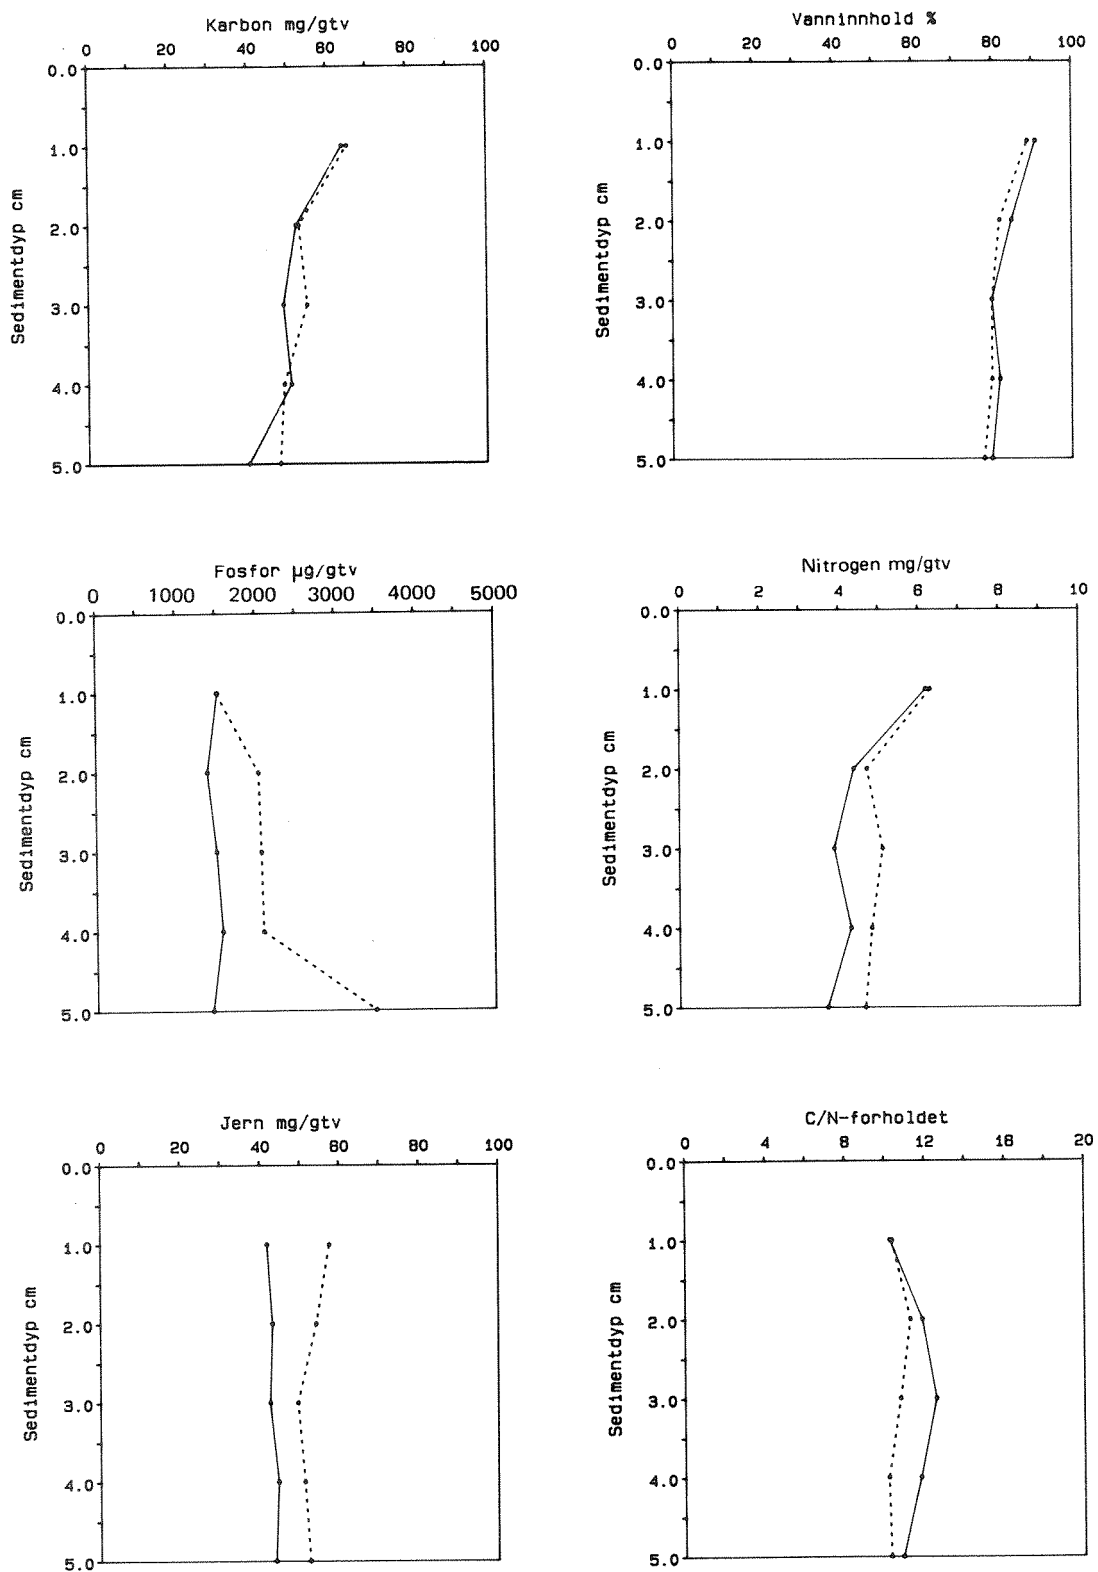 Karbon mg/gtv
0 20 40 60 80 100
0.0
1.0
2.0
3.0
4.0
5.0
Sedimentdyp cm
Vanninnhold %
0 20 40 60 80 100
0.0
1.0
2.0
3.0
4.0
5.0
Sedimentdyp cm
Fosfor µg/gtv
0 1000 2000 3000 4000 5000
0.0
1.0
2.0
3.0
4.0
5.0
Sedimentdyp cm
Nitrogen mg/gtv
0 2 4 6 8 10
0.0
1.0
2.0
3.0
4.0
5.0
Sedimentdyp cm
Jern mg/gtv
0 20 40 60 80 100
0.0
1.0
2.0
3.0
4.0
5.0
Sedimentdyp cm
C/N-forholdet
0 4 8 12 16 20
0.0
1.0
2.0
3.0
4.0
5.0
Sedimentdyp cm